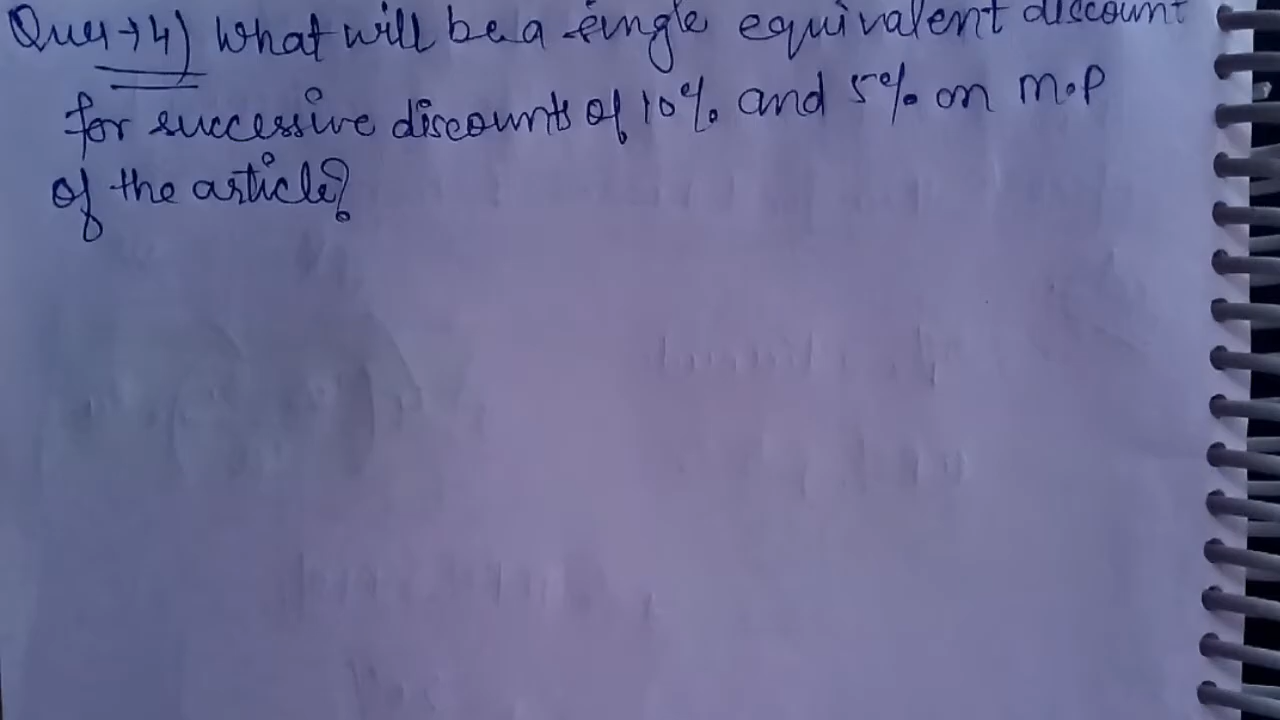 Ques→4) What will be a single equivalent discount
for successive discounts of 10% and 5% on M.P
of the article?